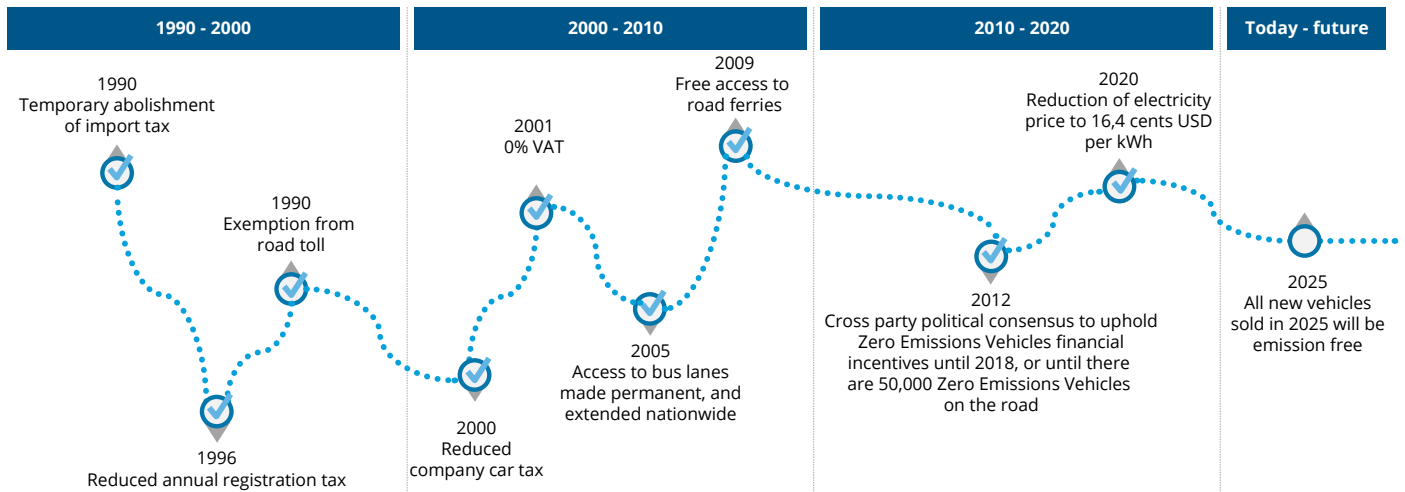 1990 - 2000
2000 - 2010
2010 - 2020
Today - future
1990
Temporary abolishment
of import tax
1996
Reduced annual registration tax
1990
Exemption from
road toll
2000
Reduced
company car tax
2001
0% VAT
2005
Access to bus lanes
made permanent, and
extended nationwide
2009
Free access to
road ferries
2012
Cross party political consensus to uphold
Zero Emissions Vehicles financial
incentives until 2018, or until there
are 50,000 Zero Emissions Vehicles
on the road
2020
Reduction of electricity
price to 16,4 cents USD
per kWh
2025
All new vehicles
sold in 2025 will be
emission free